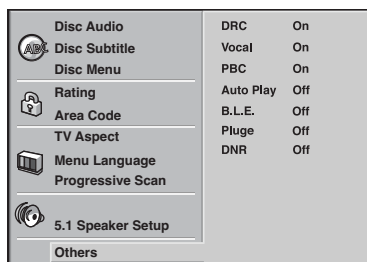 Disc Audio
ABC
Disc Subtitle
Disc Menu
Rating
Area Code
TV Aspect
Menu Language
Progressive Scan
5.1 Speaker Setup
Others
DRC On
Vocal On
PBC On
Auto Play Off
B.L.E. Off
Pluge Off
DNR Off